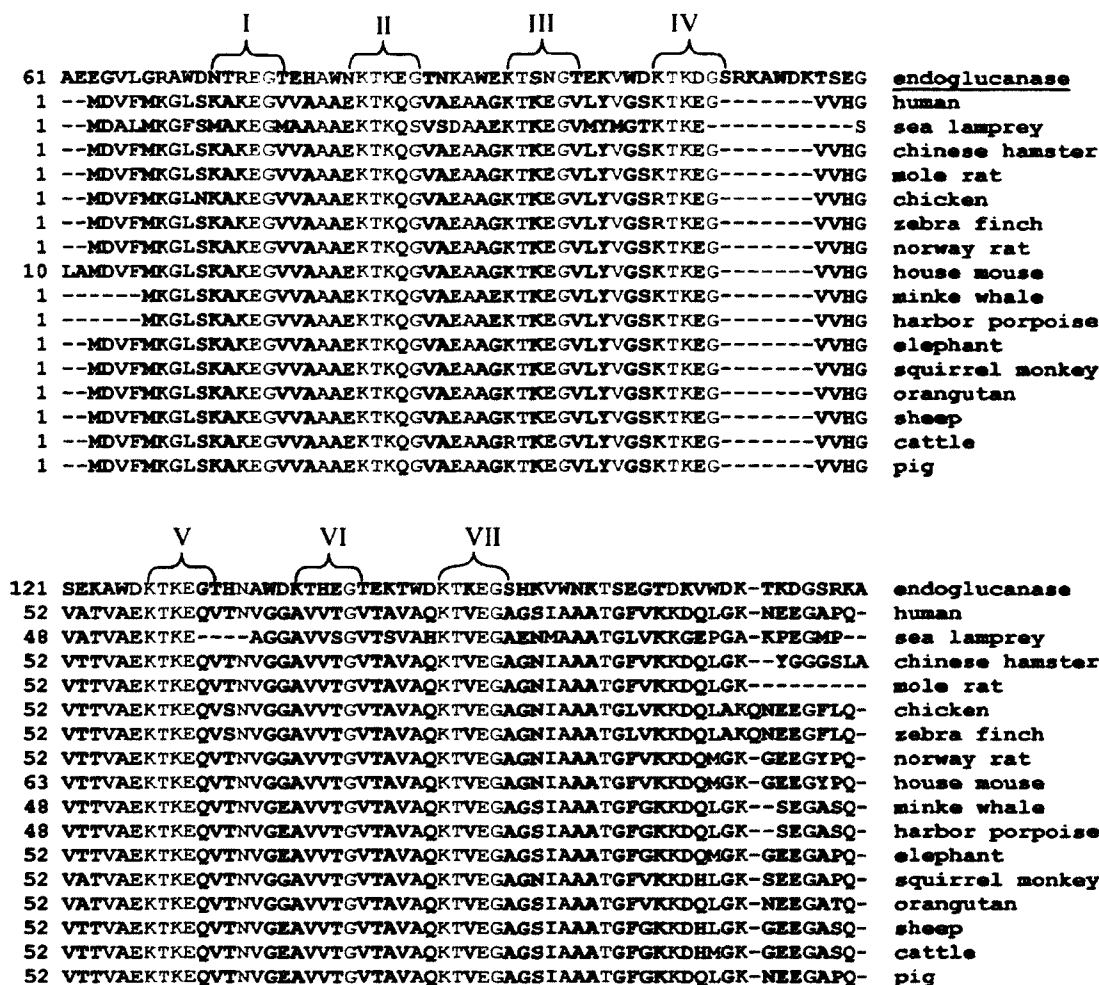 I II III IV
61 AEEGVLGRAWDNTREGTEHAWNKTKEGTNKAWEKTSNGTEKVWDKTKDGSRKAWDKTSEG endoglucanase
1 --MDVFMKGLSKAKEGVVAAAEKTKQGVAEAAEKTKEGVLYVGSKTKEG-------VVHG human
1 --MDALMKGFSMAKEGMAAAAEKTKQSVSDAAEKTKEGVMYMGTKTKE-----------S sea lamprey
1 --MDVFMKGLSKAKEGVVAAAEKTKQGVAEAAGKTKEGVLYVGSKTKEG-------VVHG chinese hamster
1 --MDVFMKGLSKAKEGVVAAAEKTKQGVAEAAGKTKEGVLYVGSKTKEG-------VVHG mole rat
1 --MDVFMKGLNKAKEGVVAAAEKTKQGVAEAAGKTKEGVLYVGSRTKEG-------VVHG chicken
1 --MDVFMKGLSKAKEGVVAAAEKTKQGVAEAAGKTKEGVLYVGSRTKEG-------VVHG zebra finch
1 --MDVFMKGLSKAKEGVVAAAEKTKQGVAEAAGKTKEGVLYVGSKTKEG-------VVHG norway rat
10 LAMDVFMKGLSKAKEGVVAAAEKTKQGVAEAAGKTKEGVLYVGSKTKEG-------VVHG house mouse
1 ------MKGLSKAKEGVVAAAEKTKQGVAEAAEKTKEGVLYVGSKTKEG-------VVHG minke whale
1 ------MKGLSKAKEGVVAAAEKTKQGVAEAAEKTKEGVLYVGSKTKEG-------VVHG harbor porpoise
1 --MDVFMKGLSKAKEGVVAAAEKTKQGVAEAAGKTKEGVLYVGSKTKEG-------VVHG elephant
1 --MDVFMKGLSKAKEGVVAAAEKTKQGVAEAAGKTKEGVLYVGSKTKEG-------VVHG squirrel monkey
1 --MDVFMKGLSKAKEGVVAAAEKTKQGVAEAAGKTKEGVLYVGSKTKEG-------VVHG orangutan
1 --MDVFMKGLSKAKEGVVAAAEKTKQGVAEAAGKTKEGVLYVGSKTKEG-------VVHG sheep
1 --MDVFMKGLSKAKEGVVAAAEKTKQGVAEAAGRTKEGVLYVGSKTKEG-------VVHG cattle
1 --MDVFMKGLSKAKEGVVAAAEKTKQGVAEAAGKTKEGVLYVGSKTKEG-------VVHG pig
V VI VII
121 SEKAWDKTKEGTHNAWDKTHEGTEKTWDKTKEGSHKVWNKTSEGTDKVWDK-TKDGSRKA endoglucanase
52 VATVAEKTKEQVTNVGGAVVTGVTAVAQKTVEGAGSIAAATGFVKKDQLGK-NEEGAPQ- human
48 VATVAEKTKE----AGGAVVSGVTSVAHKTVEGAENMAAATGLVKKGEPGA-KPEGMP-- sea lamprey
52 VTTVAEKTKEQVTNVGGAVVTGVTAVAQKTVEGAGNIAAATGFVKKDQLGK--YGGGSLA chinese hamster
52 VTTVAEKTKEQVTNVGGAVVTGVTAVAQKTVEGAGNIAAATGFVKKDQLGK--------- mole rat
52 VTTVAEKTKEQVSNVGGAVVTGVTAVAQKTVEGAGNIAAATGLVKKDQLAKQNEEGFLQ- chicken
52 VTTVAEKTKEQVSNVGGAVVTGVTAVAQKTVEGAGNIAAATGLVKKDQLAKQNEEGFLQ- zebra finch
52 VTTVAEKTKEQVTNVGGAVVTGVTAVAQKTVEGAGNIAAATGFVKKDQMGK-GEEGYPQ- norway rat
63 VTTVAEKTKEQVTNVGGAVVTGVTAVAQKTVEGAGNIAAATGFVKKDQMGK-GEEGYPQ- house mouse
48 VTTVAEKTKEQVTNVGEAVVTGVTAVAQKTVEGAGSIAAATGFGKKDQLGK--SEGASQ- minke whale
48 VTTVAEKTKEQVTNVGEAVVTGVTAVAQKTVEGAGSIAAATGFGKKDQLGK--SEGASQ- harbor porpoise
52 VTTVAEKTKEQVTNVGEAVVTGVTAVAQKTVEGAGSIAAATGFGKKDQMGK-GEEGAPQ- elephant
52 VATVAEKTKEQVTNVGGAVVTGVTAVAQKTVEGAGNIAAATGFVKKDHLGK-SEEGAPQ- squirrel monkey
52 VATVAEKTKEQVTNVGGAVVTGVTAVAQKTVEGAGSIAAATGFVKKDQLGK-NEEGATQ- orangutan
52 VTTVAEKTKEQVTNVGEAVVTGVTAVAQKTVEGAGSIAAATGFGKKDHLGK-GEEGASQ- sheep
52 VTTVAEKTKEQVTNVGEAVVTGVTAVAQKTVEGAGSIAAATGFGKKDHMGK-GEEGASQ- cattle
52 VTTVAEKTKEQVTNVGEAVVTGVTAVAQKTVEGAGSIAAATGFGKKDQLGK-NEEGAPQ- pig